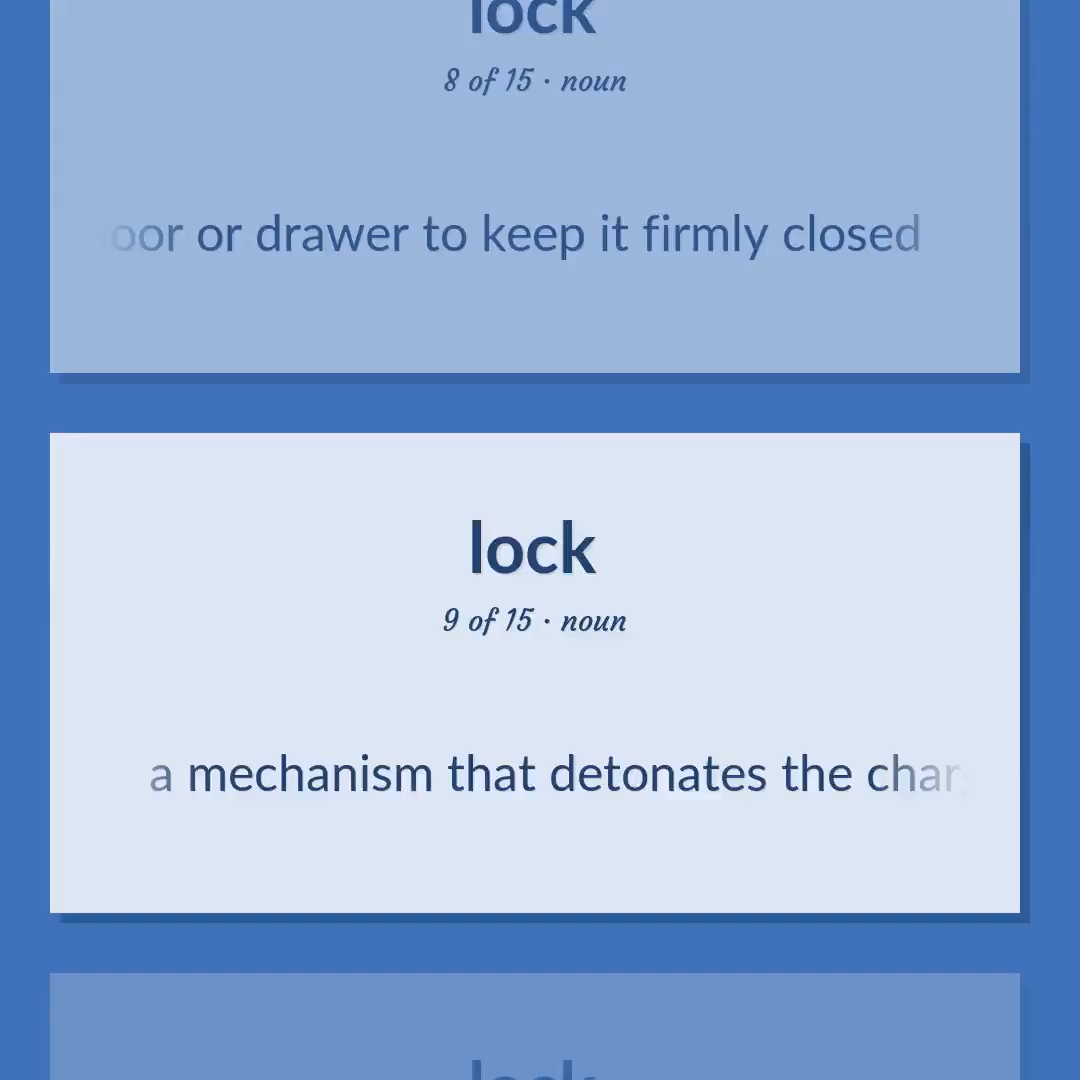 lock
8 of 15 · noun
oor or drawer to keep it firmly closed
lock
9 of 15 · noun
a mechanism that detonates the char
lock